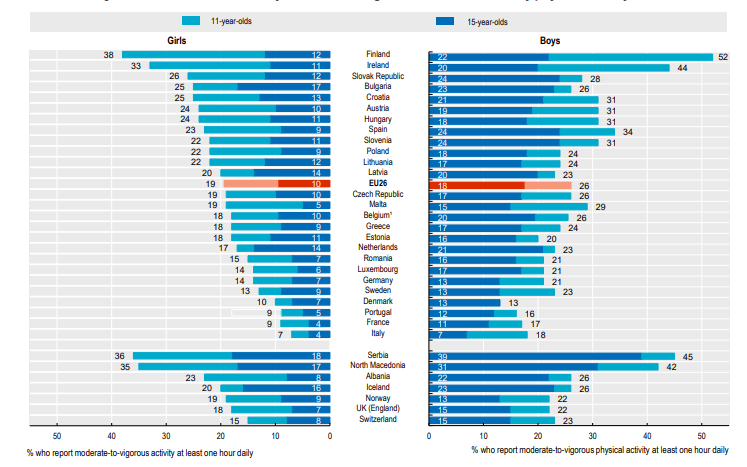 11-year-olds 15-year-olds
Girls Boys
38 12 Finland 22 52
33 11 Ireland 20 44
26 12 Slovak Republic 24 28
25 17 Bulgaria 23 26
25 13 Croatia 21 31
24 10 Austria 19 31
24 11 Hungary 18 31
23 9 Spain 24 34
22 11 Slovenia 24 31
22 9 Poland 18 24
22 12 Lithuania 17 24
20 14 Latvia 20 23
19 10 EU26 18 26
19 10 Czech Republic 17 26
19 5 Malta 15 29
18 10 Belgium¹ 20 26
18 9 Greece 17 24
18 11 Estonia 16 20
17 14 Netherlands 21 23
15 7 Romania 16 21
14 6 Luxembourg 17 21
14 7 Germany 13 21
13 9 Sweden 13 23
10 7 Denmark 13 13
9 5 Portugal 12 16
9 4 France 11 17
7 4 Italy 7 18
36 18 Serbia 39 45
35 17 North Macedonia 31 42
23 8 Albania 22 26
20 16 Iceland 23 26
19 9 Norway 13 22
18 7 UK (England) 15 22
15 8 Switzerland 15 23
50 40 30 20 10 0 0 10 20 30 40 50
% who report moderate-to-vigorous activity at least one hour daily % who report moderate-to-vigorous physical activity at least one hour daily